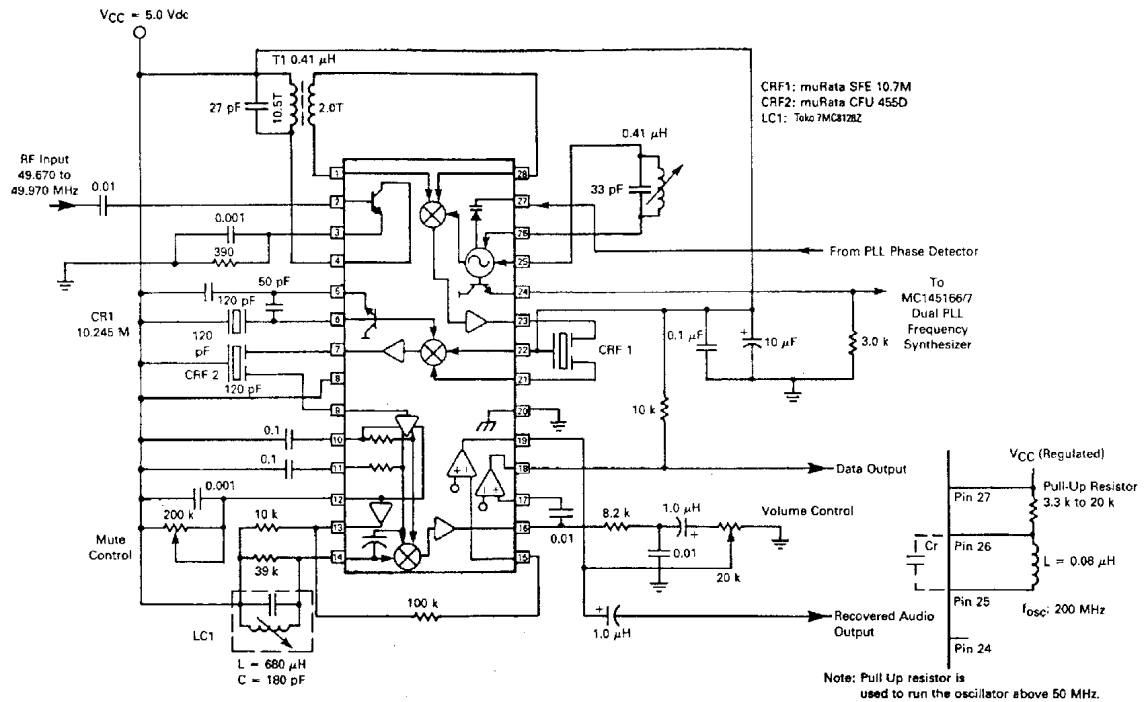 VCC = 5.0 Vdc
T1 0.41 µH
27 pF
10.5T
2.0T
CRF1: muRata SFE 10.7M
CRF2: muRata CFU 455D
LC1: Toko 7MC8128Z
0.41 µH
33 pF
RF Input
49.670 to
49.970 MHz
0.01
0.001
390
1
2
3
4
5
6
7
8
9
10
11
12
13
14
28
27
26
25
24
23
22
21
20
19
18
17
16
15
From PLL Phase Detector
To
MC145166/7
Dual PLL
Frequency
Synthesizer
50 pF
120 pF
CR1
10.245 M
120
pF
CRF 2
120 pF
CRF 1
0.1 µF
+
10 µF
3.0 k
10 k
0.1
0.1
0.001
200 k
Mute
Control
10 k
39 k
100 k
LC1
L = 680 µH
C = 180 pF
Data Output
0.01
8.2 k
1.0 µH
+
0.01
20 k
Volume Control
+
1.0 µH
Recovered Audio
Output
VCC (Regulated)
Pull-Up Resistor
3.3 k to 20 k
Pin 27
Pin 26
Cr
L = 0.08 µH
Pin 25
fosc: 200 MHz
Pin 24
Note: Pull Up resistor is
used to run the oscillator above 50 MHz.